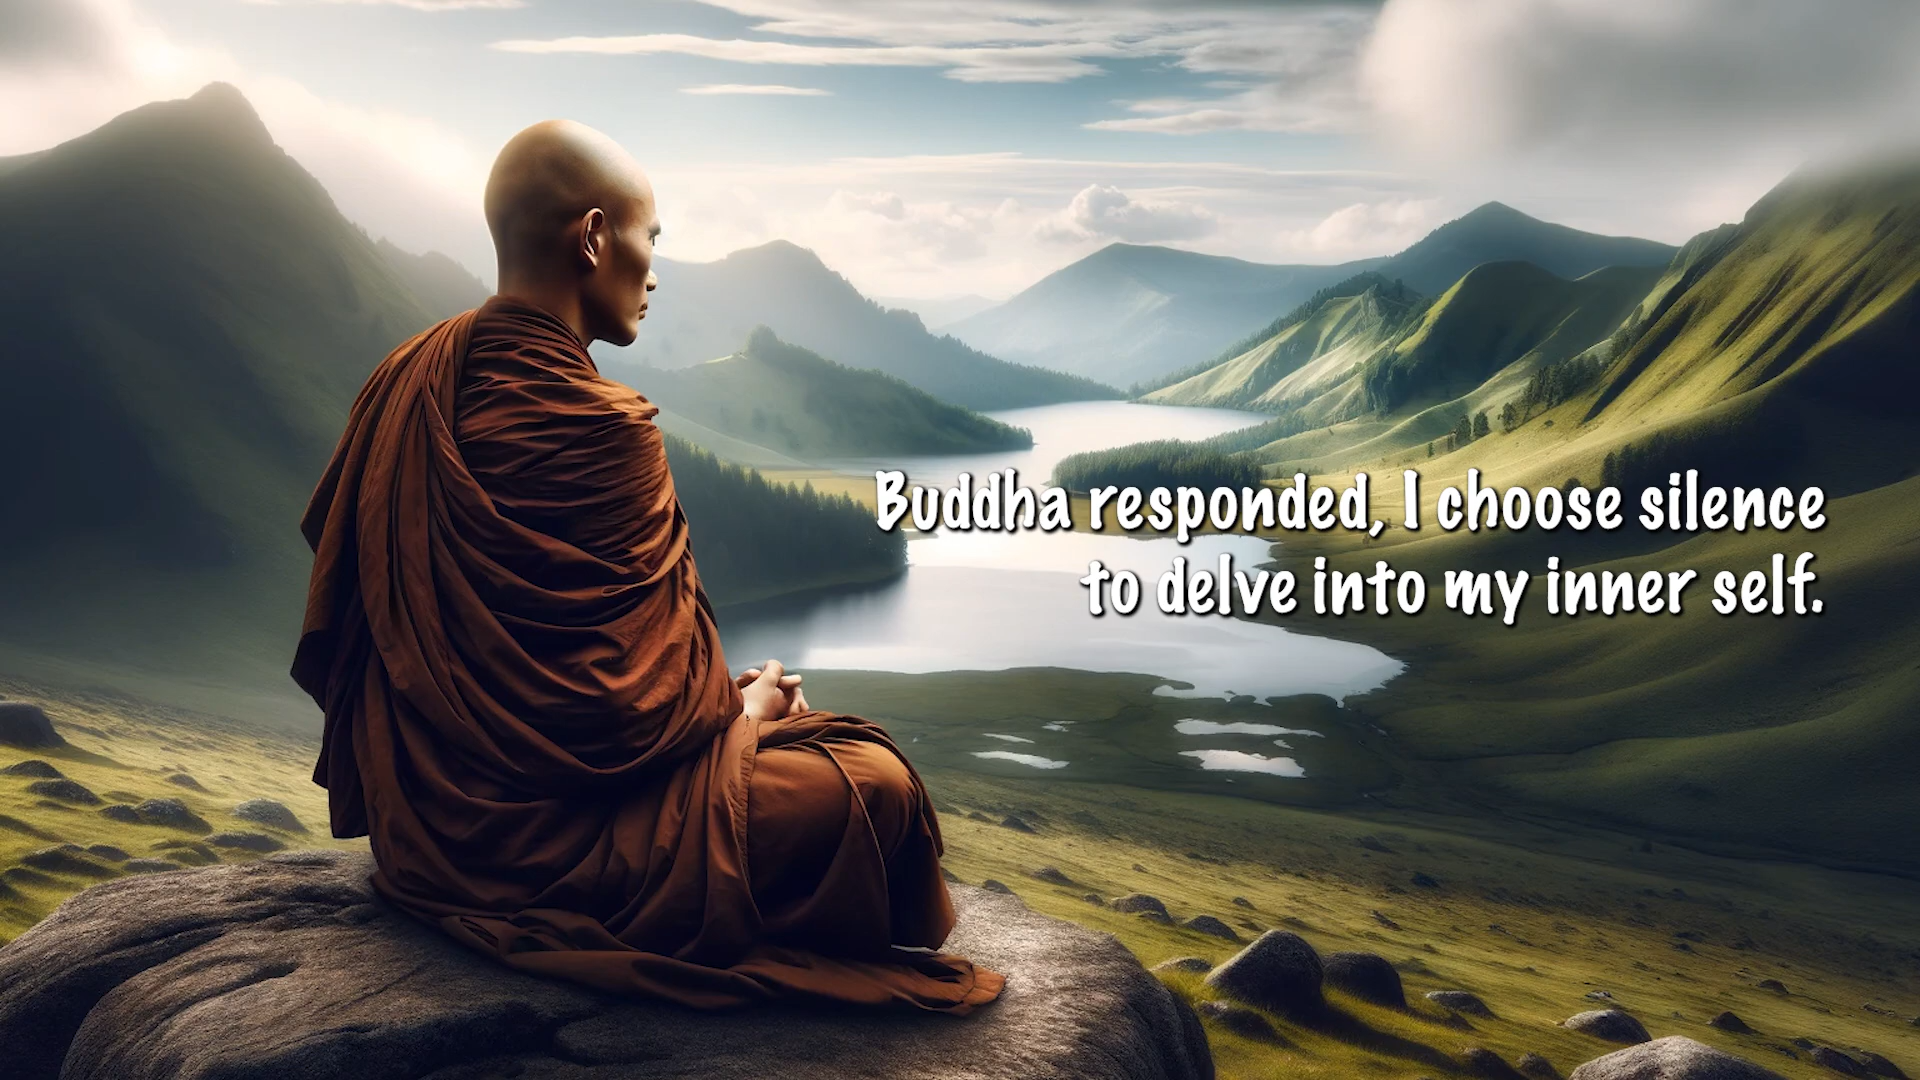 Buddha responded, I choose silence
to delve into my inner self.